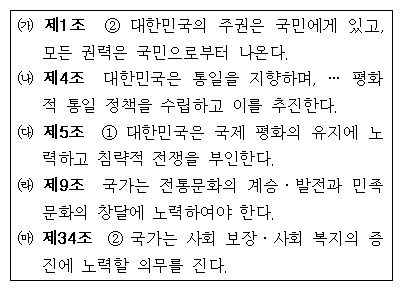 ㈎ 제1조 ② 대한민국의 주권은 국민에게 있고,
모든 권력은 국민으로부터 나온다.
㈏ 제4조 대한민국은 통일을 지향하며, … 평화
적 통일 정책을 수립하고 이를 추진한다.
㈐ 제5조 ① 대한민국은 국제 평화의 유지에 노
력하고 침략적 전쟁을 부인한다.
㈑ 제9조 국가는 전통문화의 계승·발전과 민족
문화의 창달에 노력하여야 한다.
㈒ 제34조 ② 국가는 사회 보장·사회 복지의 증
진에 노력할 의무를 진다.